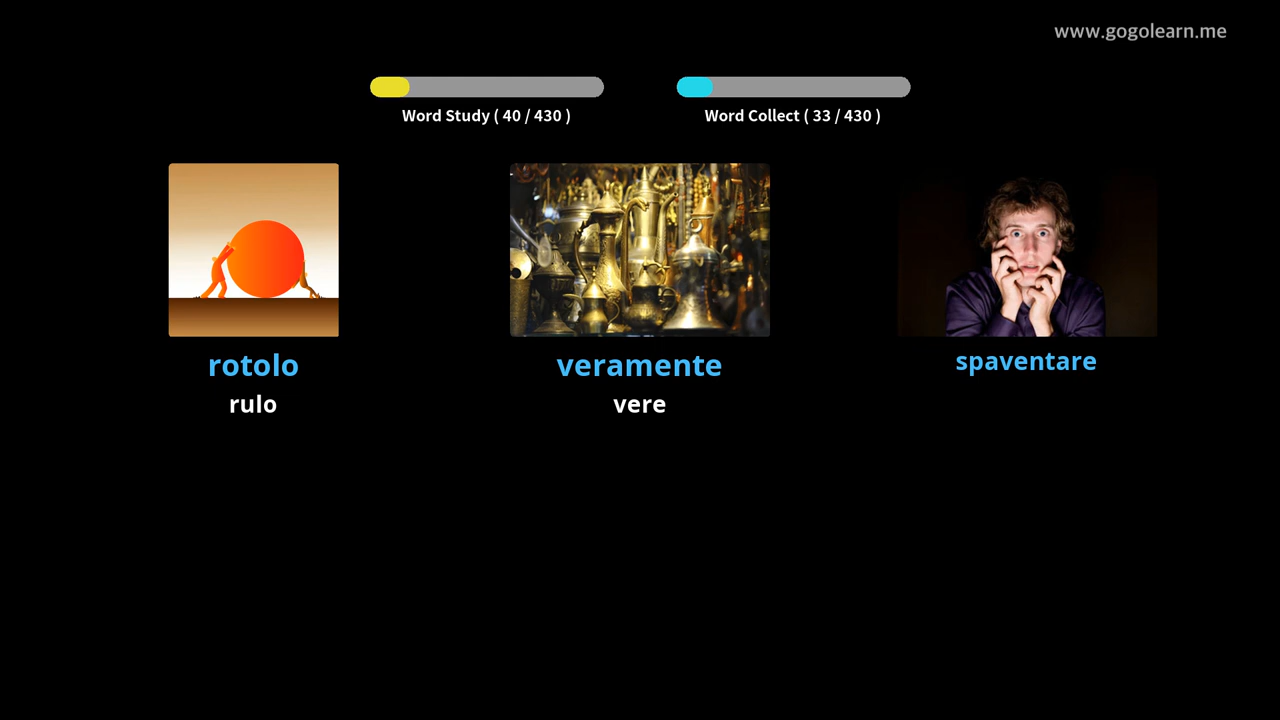 www.gogolearn.me
Word Study ( 40 / 430 )
Word Collect ( 33 / 430 )
rotolo
rulo
veramente
vere
spaventare